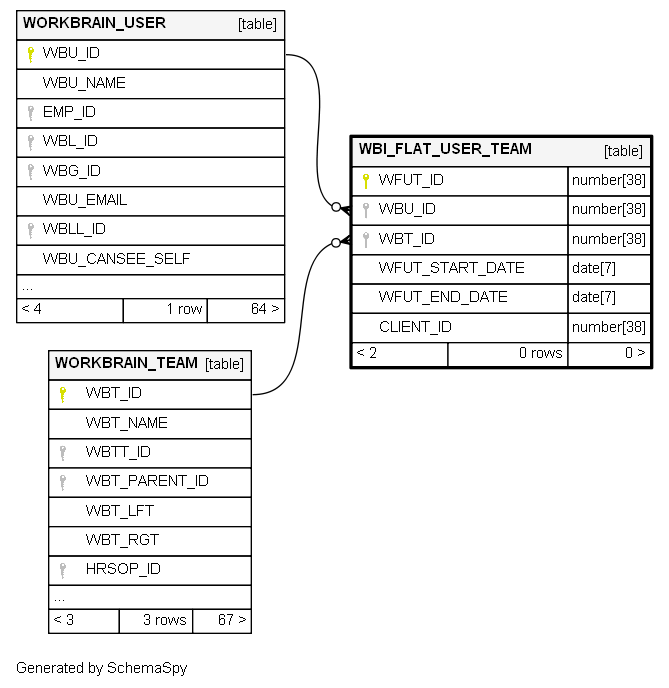 WORKBRAIN_USER [table]
WBU_ID
WBU_NAME
EMP_ID
WBL_ID
WBG_ID
WBU_EMAIL
WBLL_ID
WBU_CANSEE_SELF
...
< 4 1 row 64 >
WBI_FLAT_USER_TEAM [table]
WFUT_ID number[38]
WBU_ID number[38]
WBT_ID number[38]
WFUT_START_DATE date[7]
WFUT_END_DATE date[7]
CLIENT_ID number[38]
< 2 0 rows 0 >
WORKBRAIN_TEAM [table]
WBT_ID
WBT_NAME
WBTT_ID
WBT_PARENT_ID
WBT_LFT
WBT_RGT
HRSOP_ID
...
< 3 3 rows 67 >
Generated by SchemaSpy